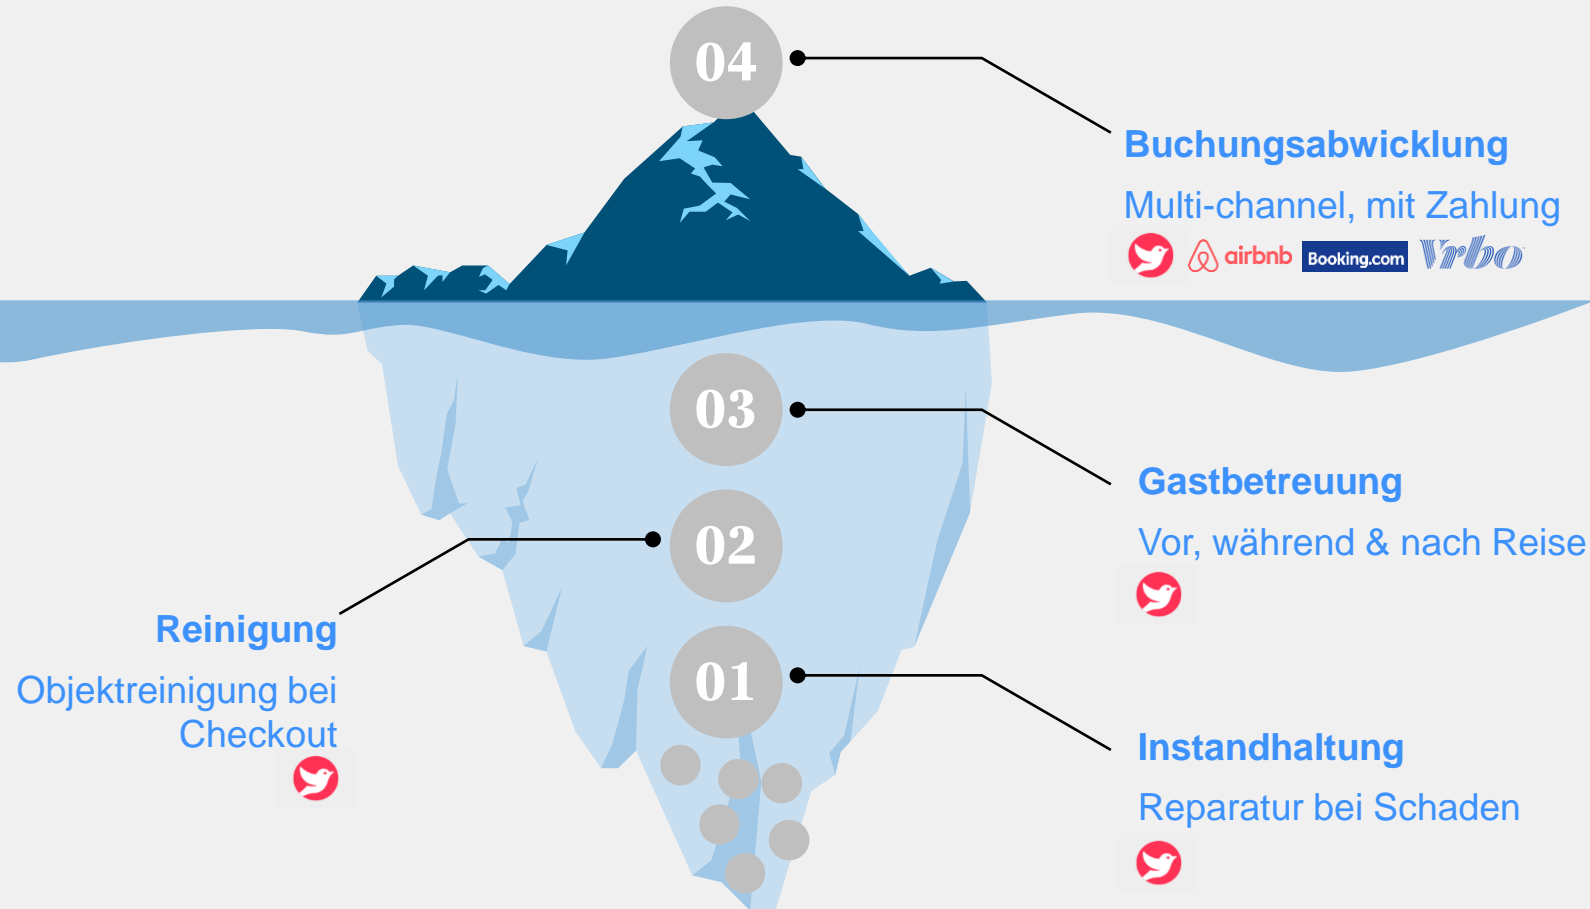 04
Buchungsabwicklung
Multi-channel, mit Zahlung
airbnb Booking.com Vrbo
03
Gastbetreuung
Vor, während & nach Reise
02
Reinigung
Objektreinigung bei
Checkout
01
Instandhaltung
Reparatur bei Schaden